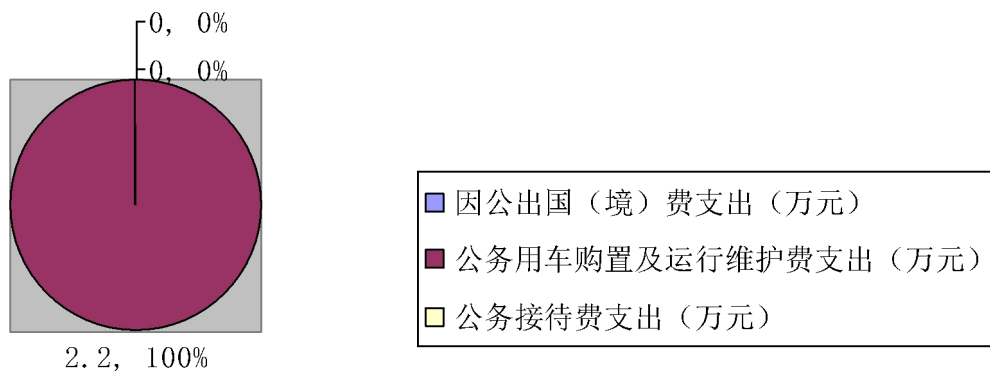 0, 0%
0, 0%
2.2, 100%
因公出国（境）费支出（万元）
公务用车购置及运行维护费支出（万元）
公务接待费支出（万元）